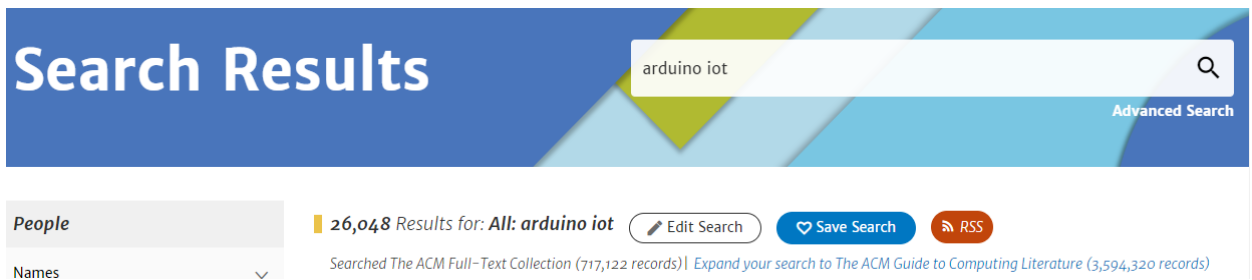 Search Results
arduino iot
Advanced Search
People
26,048 Results for: All: arduino iot Edit Search Save Search RSS
Names
Searched The ACM Full-Text Collection (717,122 records)| Expand your search to The ACM Guide to Computing Literature (3,594,320 records)